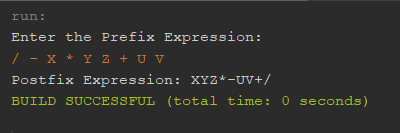 run:
Enter the Prefix Expression:
/ - X * Y Z + U V
Postfix Expression: XYZ*-UV+/
BUILD SUCCESSFUL (total time: 0 seconds)